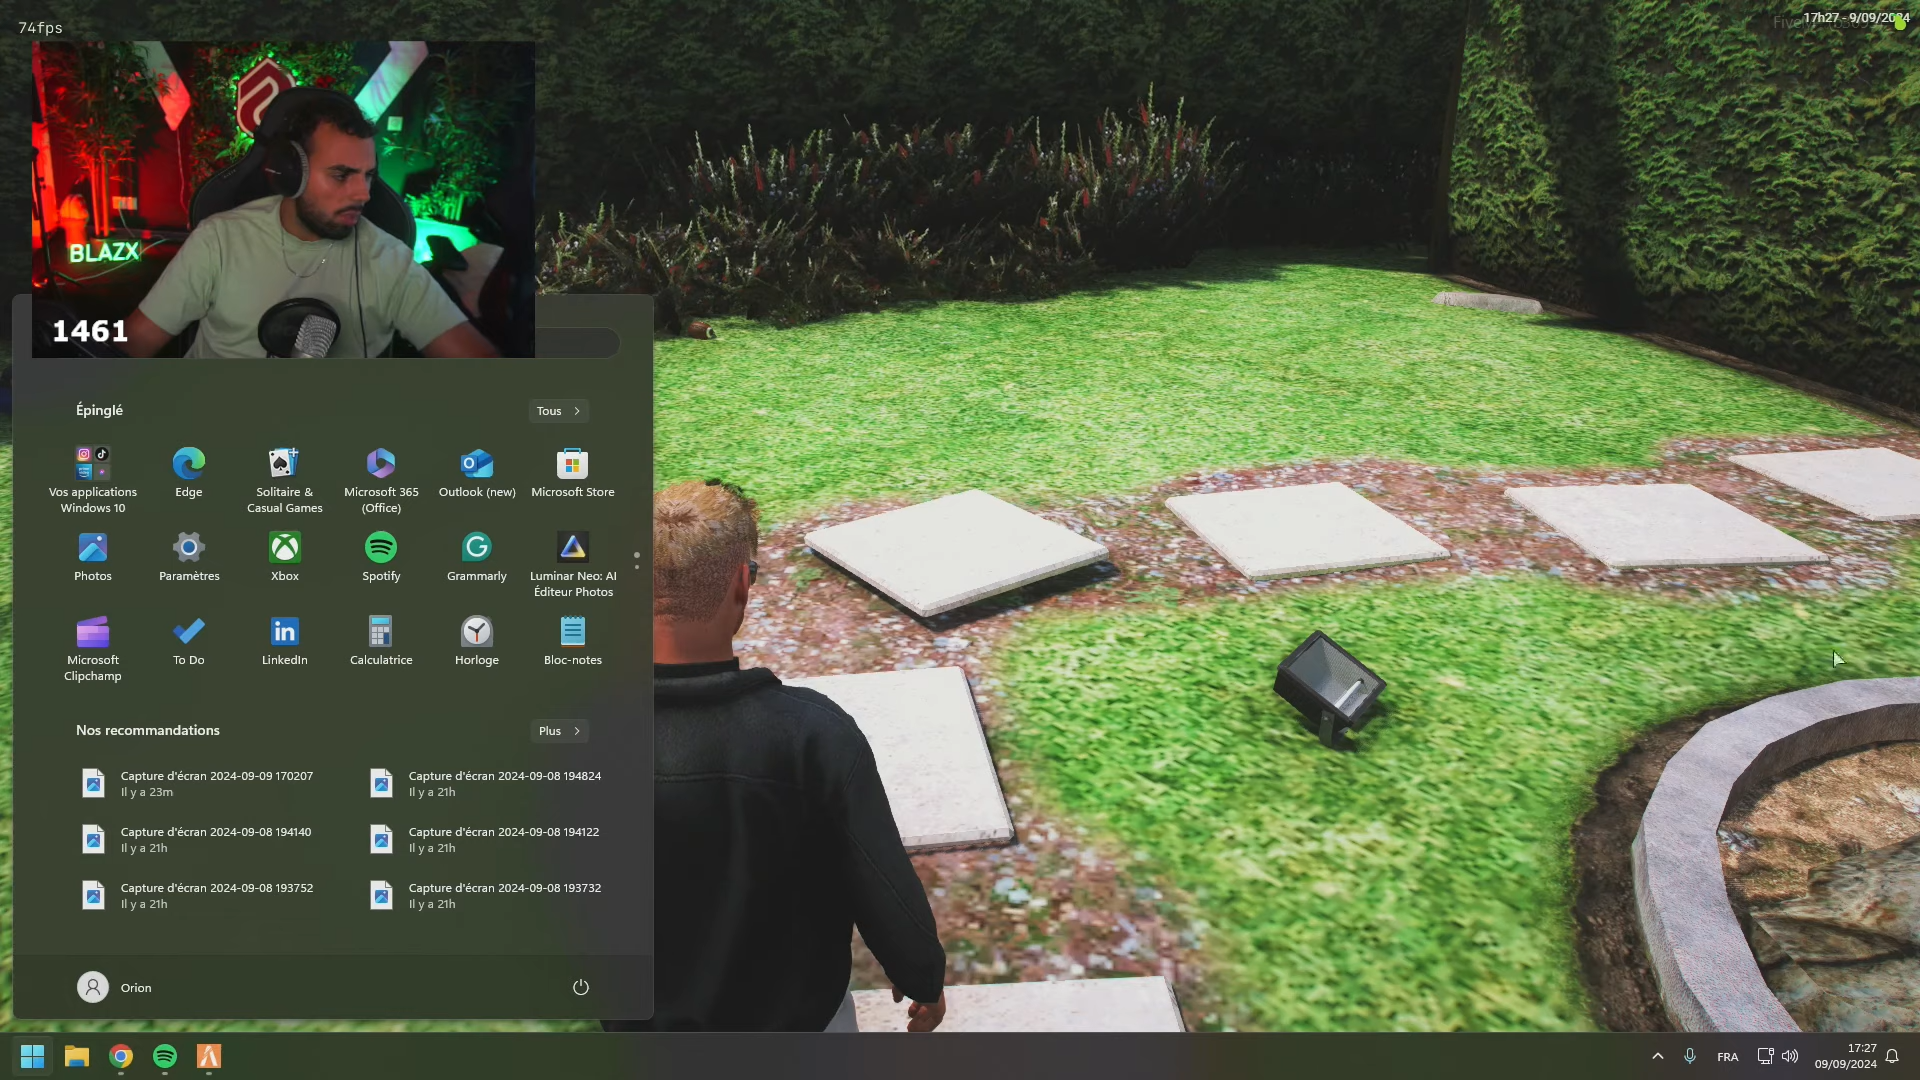 74fps
17h27 - 9/09/2024
BLAZX
1461
Épinglé
Tous
Vos applications Windows 10
Edge
Solitaire & Casual Games
Microsoft 365 (Office)
Outlook (new)
Microsoft Store
Photos
Paramètres
Xbox
Spotify
Grammarly
Luminar Neo: AI Éditeur Photos
Microsoft Clipchamp
To Do
LinkedIn
Calculatrice
Horloge
Bloc-notes
Nos recommandations
Plus
Capture d'écran 2024-09-09 170207
Il y a 23m
Capture d'écran 2024-09-08 194824
Il y a 21h
Capture d'écran 2024-09-08 194140
Il y a 21h
Capture d'écran 2024-09-08 194122
Il y a 21h
Capture d'écran 2024-09-08 193752
Il y a 21h
Capture d'écran 2024-09-08 193732
Il y a 21h
Orion
FRA
17:27
09/09/2024